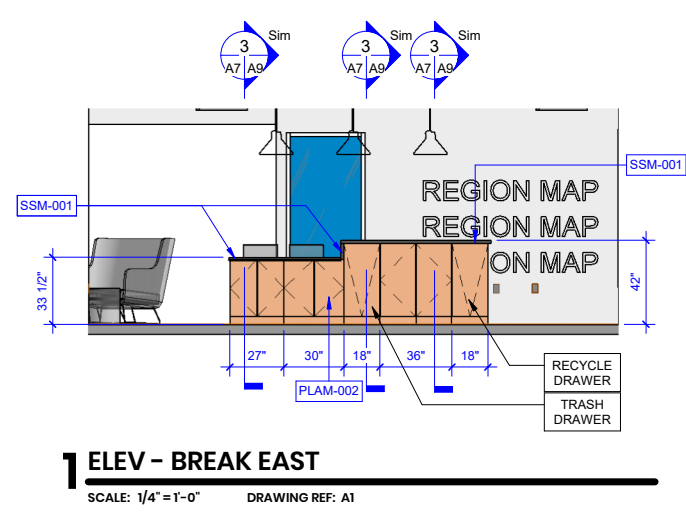 3 Sim 3 Sim 3 Sim
A7 A9 A7 A9 A7 A9
SSM-001
REGION MAP
SSM-001
REGION MAP
ON MAP
33 1/2"
42"
27" 30" 18" 36" 18"
PLAM-002
RECYCLE
DRAWER
TRASH
DRAWER
1 ELEV - BREAK EAST
SCALE: 1/4" = 1'-0" DRAWING REF: A1